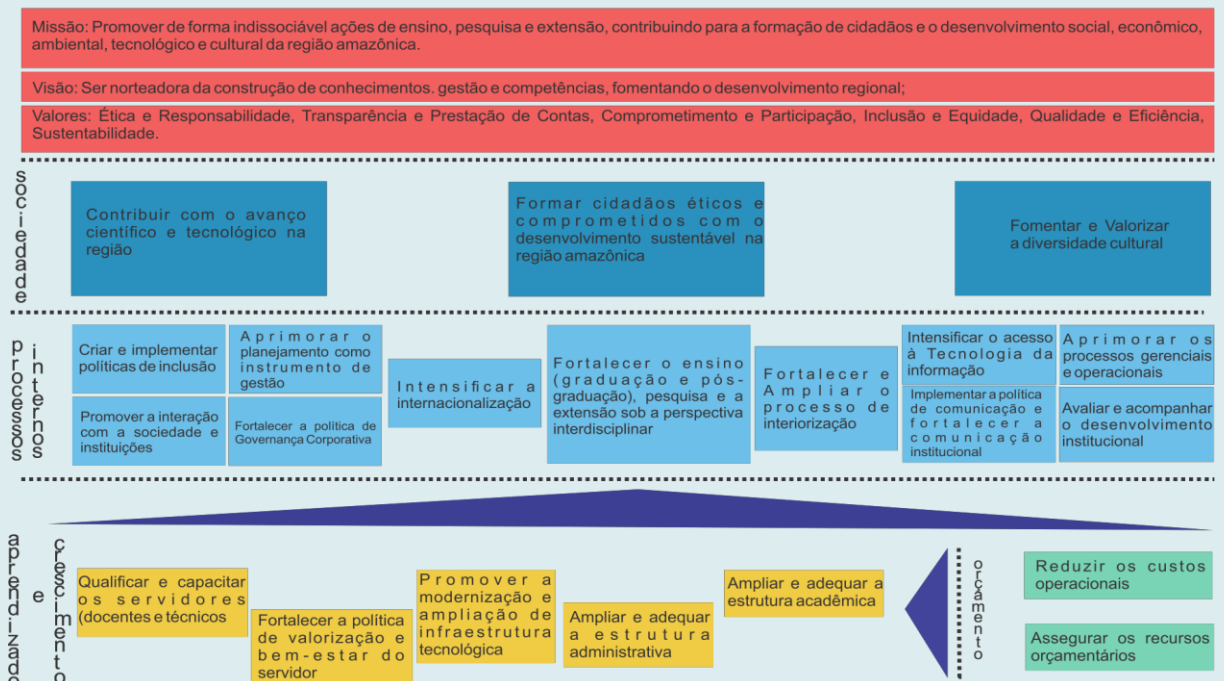 Missão: Promover de forma indissociável ações de ensino, pesquisa e extensão, contribuindo para a formação de cidadãos e o desenvolvimento social, econômico,
ambiental, tecnológico e cultural da região amazônica.
Visão: Ser norteadora da construção de conhecimentos. gestão e competências, fomentando o desenvolvimento regional;
Valores: Ética e Responsabilidade, Transparência e Prestação de Contas, Comprometimento e Participação, Inclusão e Equidade, Qualidade e Eficiência,
Sustentabilidade.
sociedade
Contribuir com o avanço
científico e tecnológico na
região
Formar cidadãos éticos e
comprometidos com o
desenvolvimento sustentável na
região amazônica
Fomentar e Valorizar
a diversidade cultural
processos
internos
Criar e implementar
políticas de inclusão
Aprimorar o
planejamento como
instrumento de
gestão
Promover a interação
com a sociedade e
instituições
Fortalecer a política de
Governança Corporativa
Intensificar a
internacionalização
Fortalecer o ensino
(graduação e pós-
graduação), pesquisa e a
extensão sob a perspectiva
interdisciplinar
Fortalecer e
Ampliar o
processo de
interiorização
Intensificar o acesso
à Tecnologia da
informação
Aprimorar os
processos gerenciais
e operacionais
Implementar a política
de comunicação e
fortalecer a
comunicação
institucional
Avaliar e acompanhar
o desenvolvimento
institucional
aprendizado
e
crescimento
Qualificar e capacitar
os servidores
(docentes e técnicos
Fortalecer a política
de valorização e
bem-estar do
servidor
Promover a
modernização e
ampliação de
infraestrutura
tecnológica
Ampliar e adequar
a estrutura
administrativa
Ampliar e adequar a
estrutura acadêmica
orçamento
Reduzir os custos
operacionais
Assegurar os recursos
orçamentários